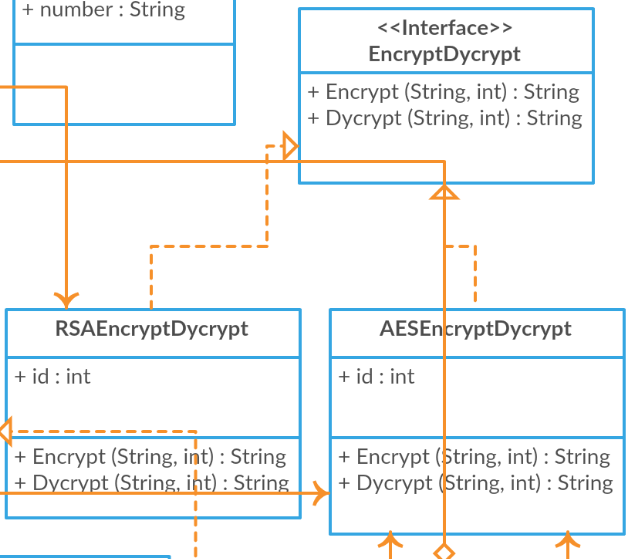 + number : String
<<Interface>>
EncryptDycrypt
+ Encrypt (String, int) : String
+ Dycrypt (String, int) : String
RSAEncryptDycrypt
+ id : int
+ Encrypt (String, int) : String
+ Dycrypt (String, int) : String
AESEncryptDycrypt
+ id : int
+ Encrypt (String, int) : String
+ Dycrypt (String, int) : String